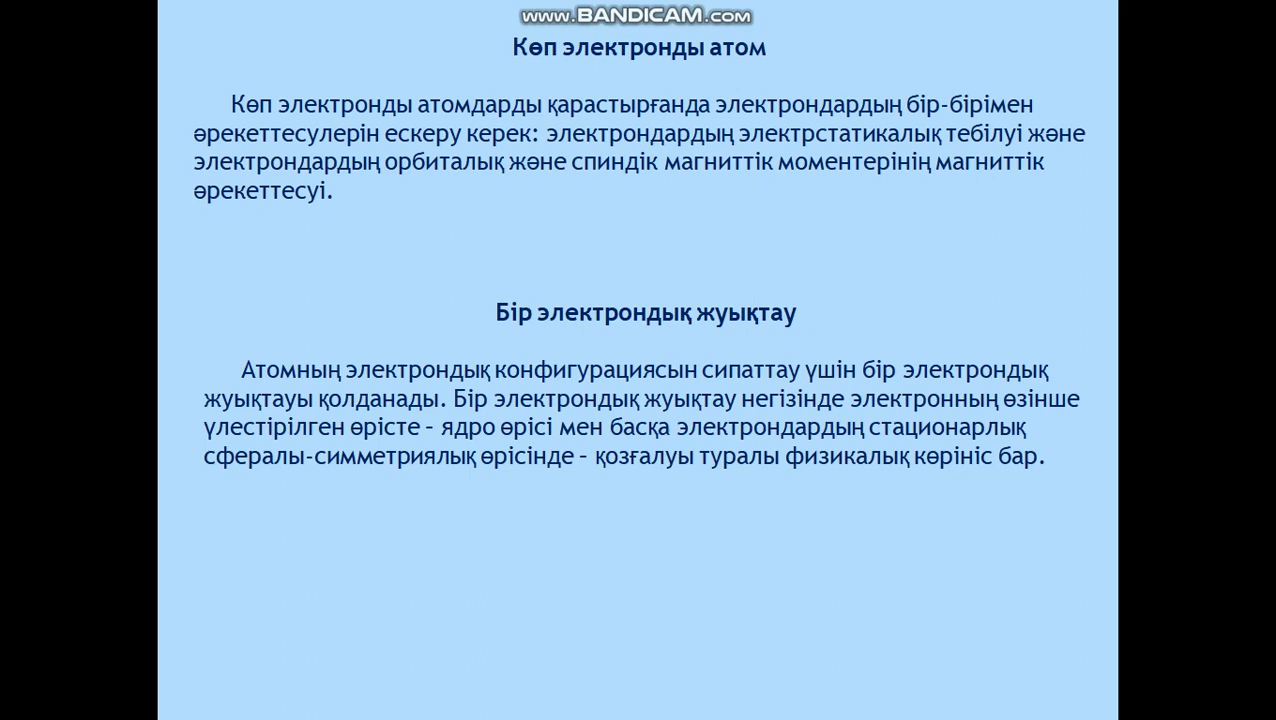 www.BANDICAM.com
Көп электронды атом
Көп электронды атомдарды қарастырғанда электрондардың бір-бірімен
әрекеттесулерін ескеру керек: электрондардың электрстатикалық тебілуі және
электрондардың орбиталық және спиндік магниттік моментерінің магниттік
әрекеттесуі.
Бір электрондық жуықтау
Атомның электрондық конфигурациясын сипаттау үшін бір электрондық
жуықтауы қолданады. Бір электрондық жуықтау негізінде электронның өзінше
үлестірілген өрісте – ядро өрісі мен басқа электрондардың стационарлық
сфералы-симметриялық өрісінде – қозғалуы туралы физикалық көрініс бар.